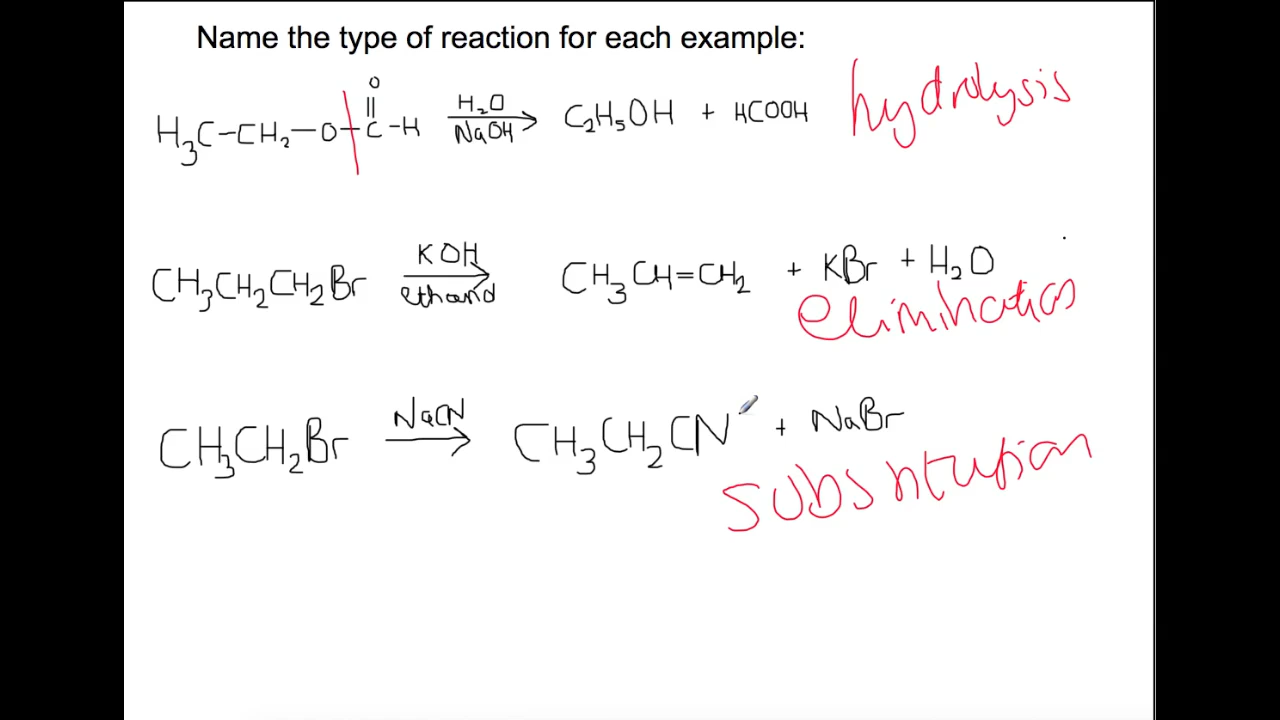 Name the type of reaction for each example:
H₃C-CH₂-O-C(=O)-H H₂O NaOH → C₂H₅OH + HCOOH hydrolysis
CH₃CH₂CH₂Br KOH ethanol → CH₃CH=CH₂ + KBr + H₂O
elimination
CH₃CH₂Br NaCN → CH₃CH₂CN + NaBr
substitution